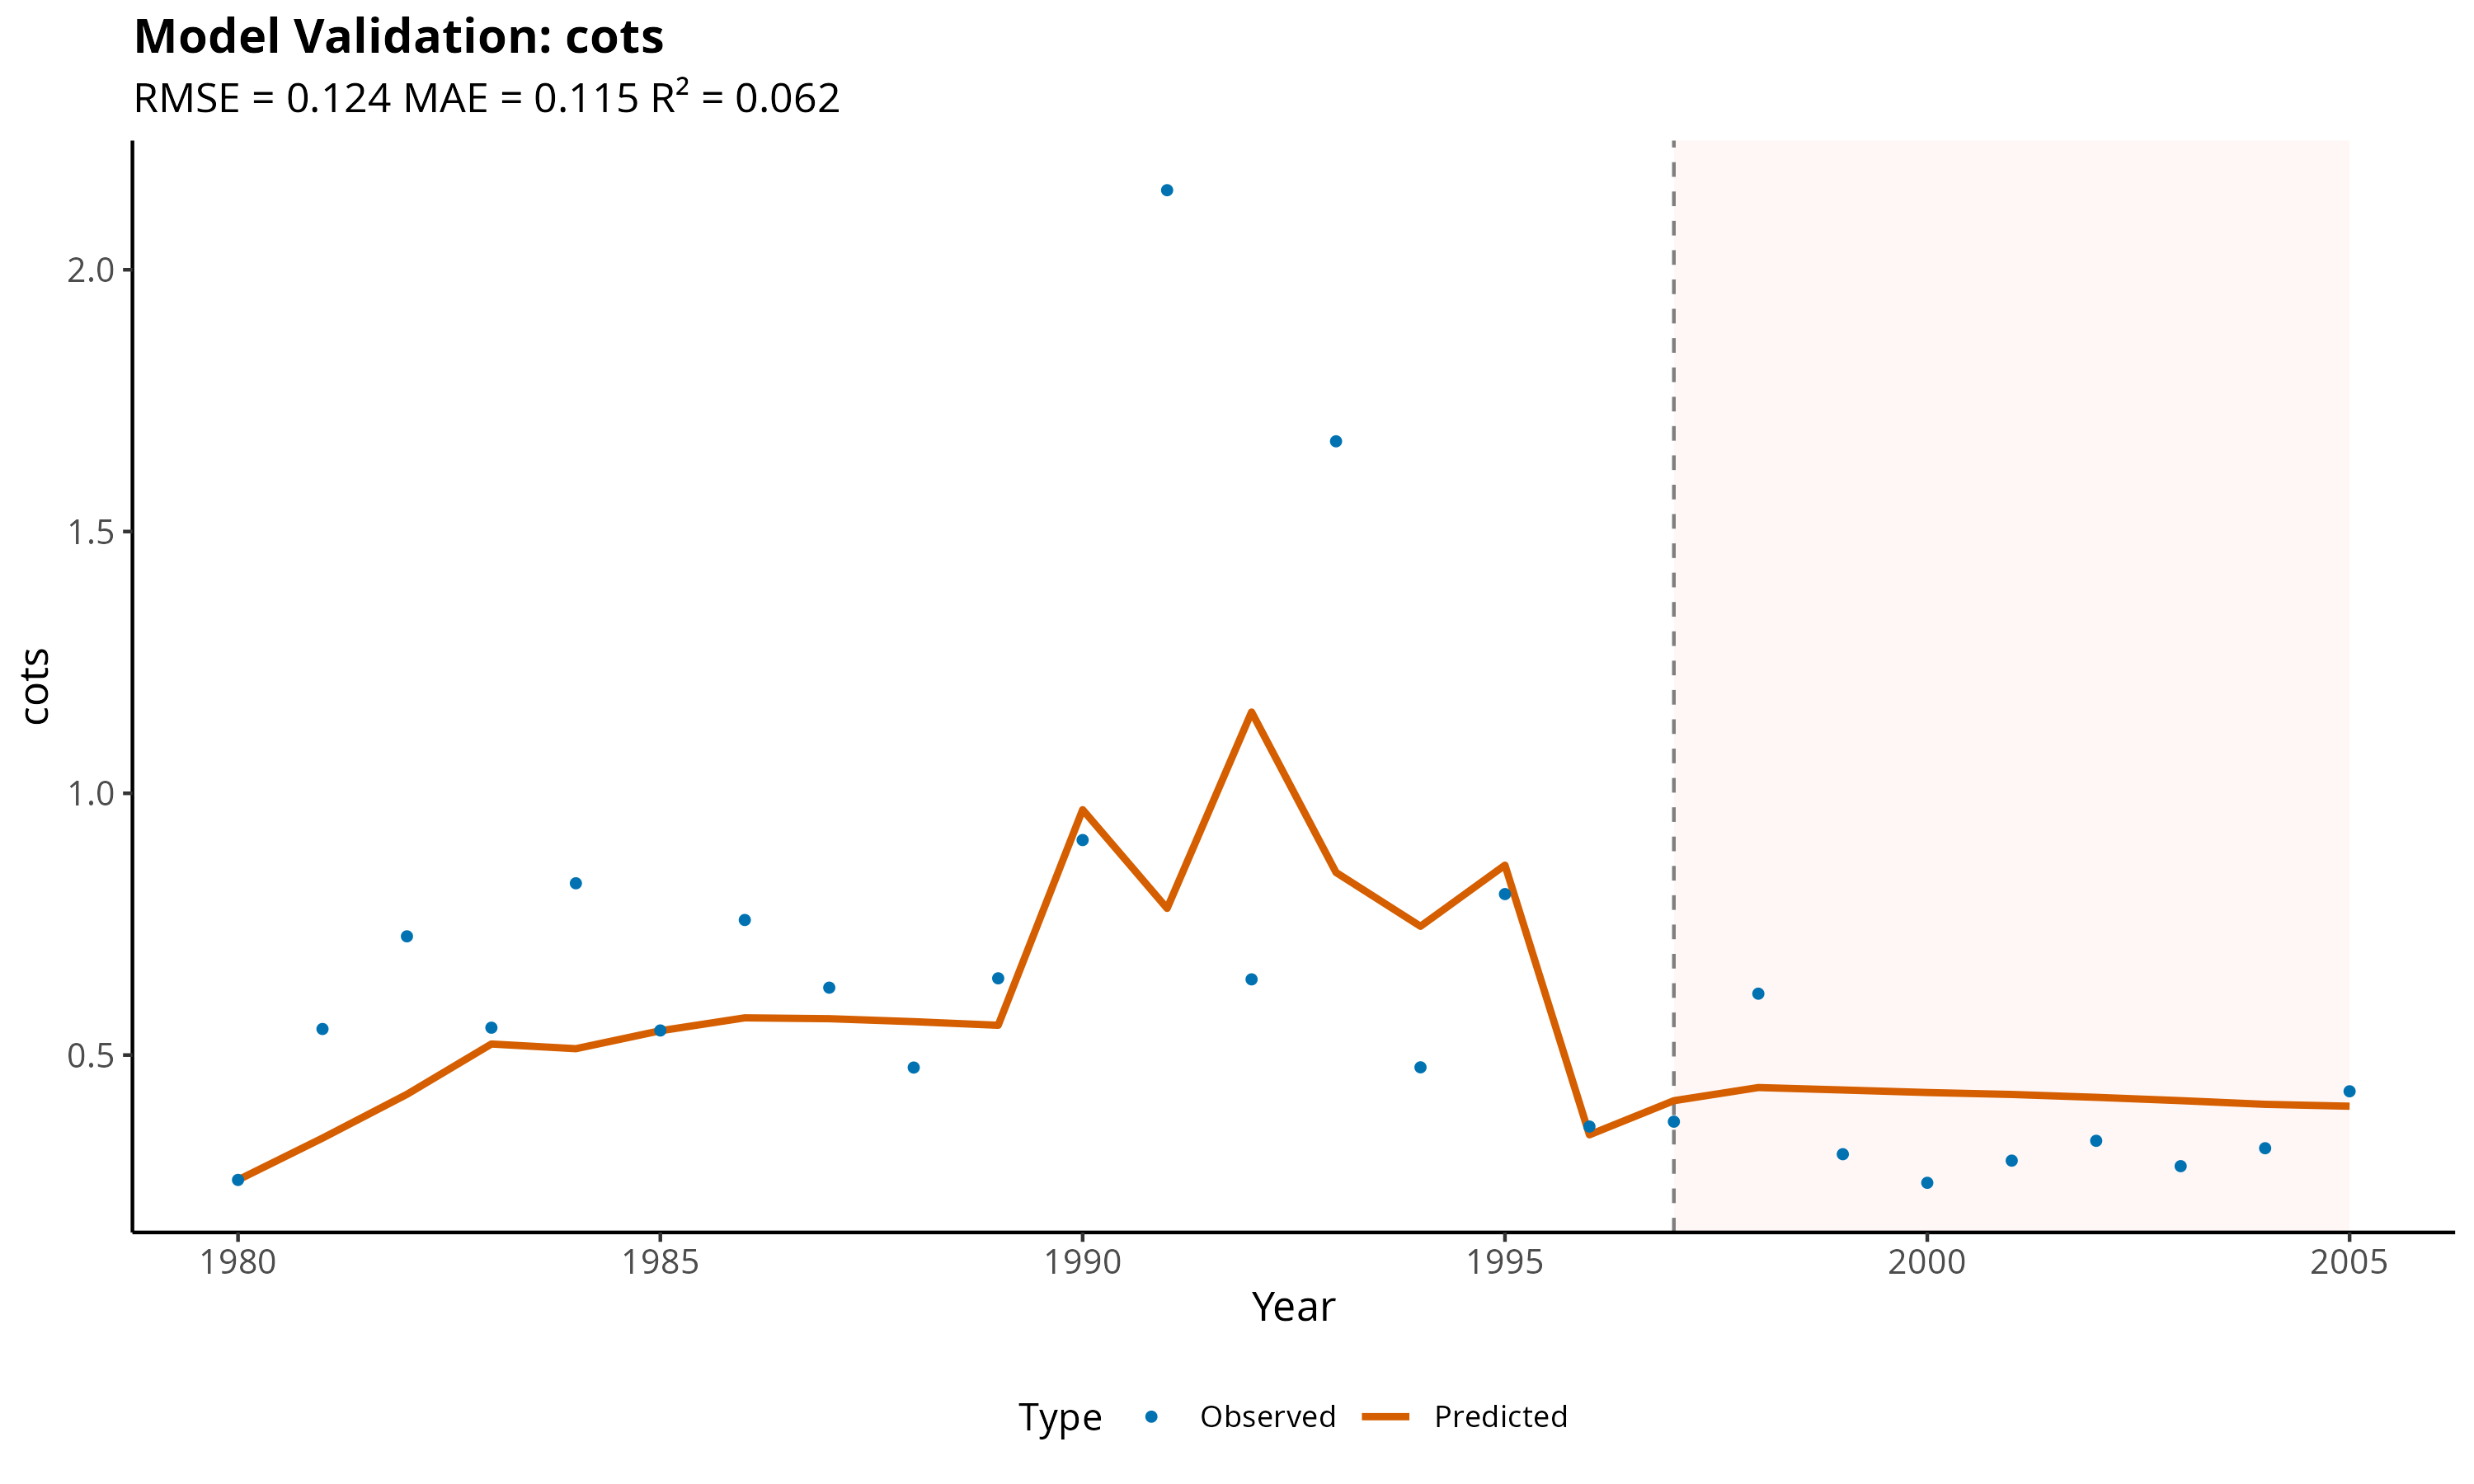 Model Validation: cots
RMSE = 0.124 MAE = 0.115 R² = 0.062
2.0
1.5
1.0
0.5
cots
1980 1985 1990 1995 2000 2005
Year
Type Observed Predicted